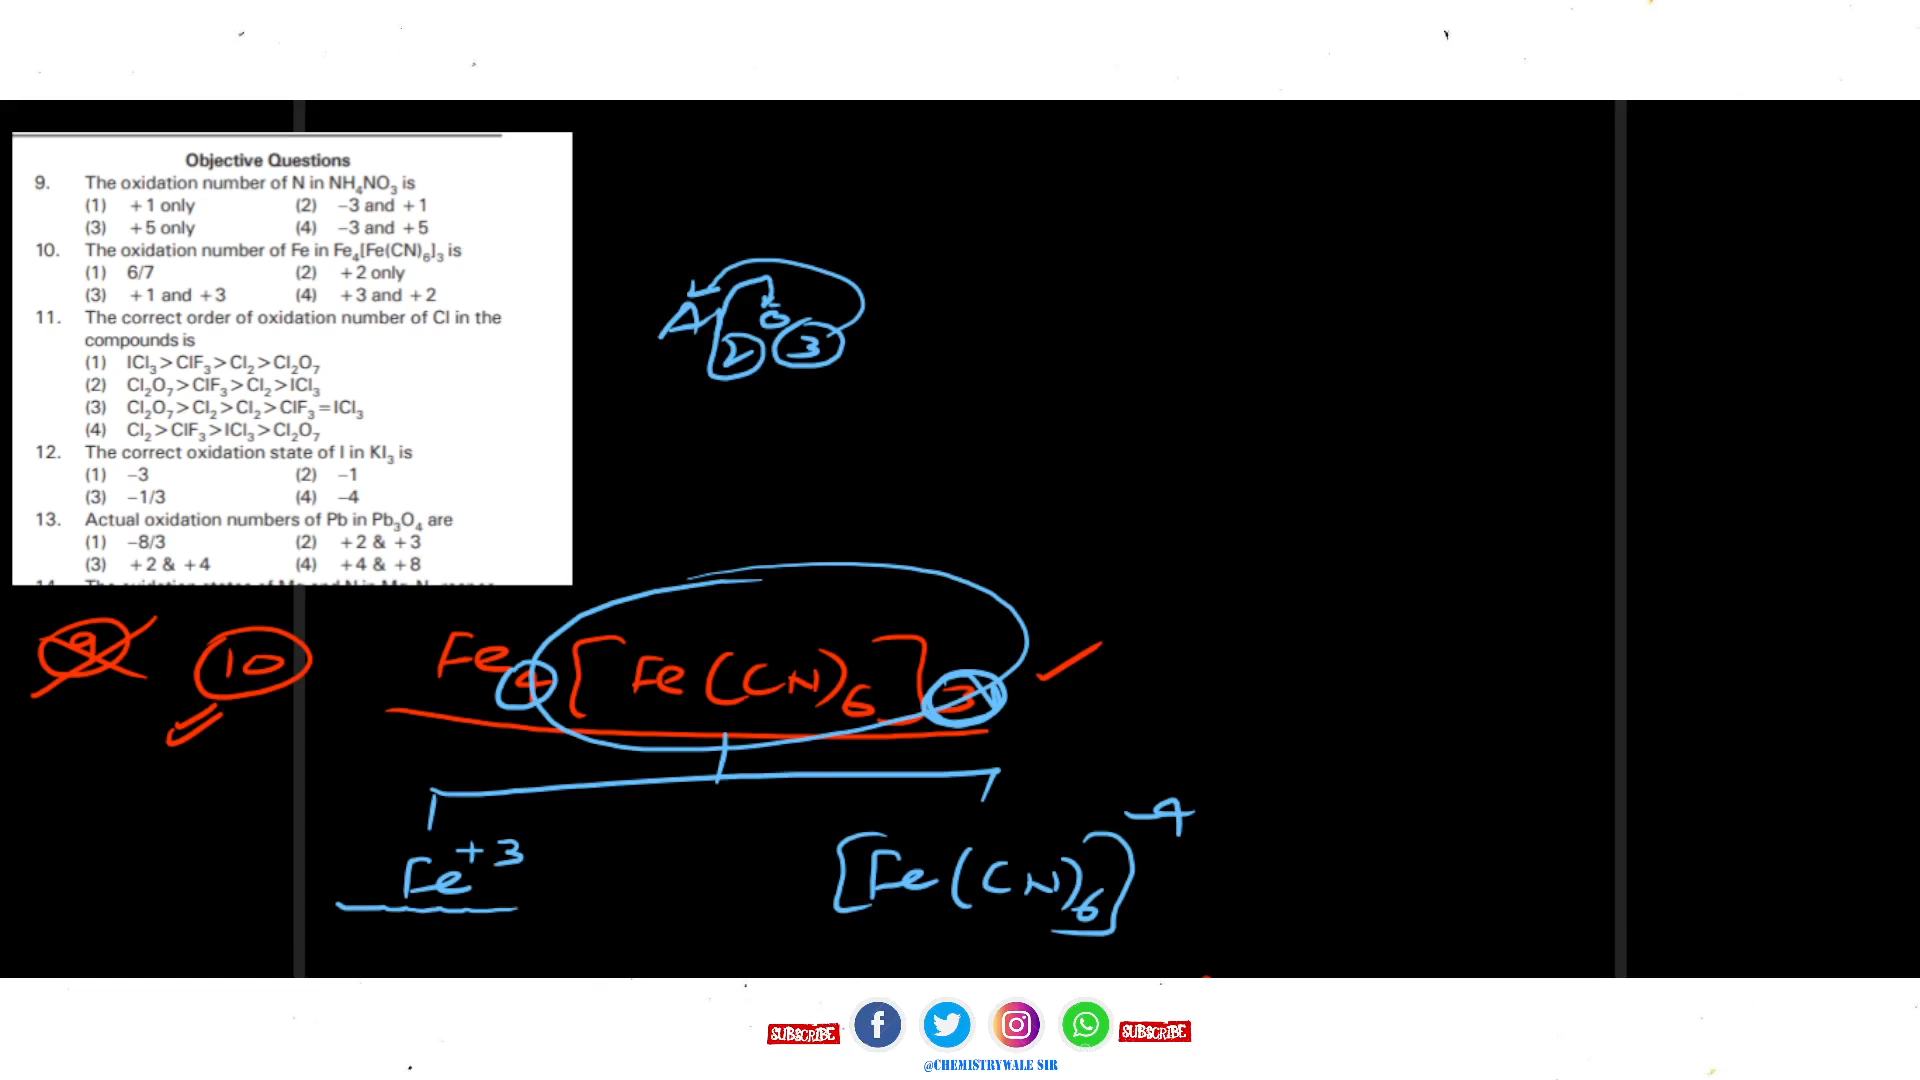 Objective Questions
9. The oxidation number of N in NH₄NO₃ is
(1) +1 only (2) –3 and +1
(3) +5 only (4) –3 and +5
10. The oxidation number of Fe in Fe₄[Fe(CN)₆]₃ is
(1) 6/7 (2) +2 only
(3) +1 and +3 (4) +3 and +2
11. The correct order of oxidation number of Cl in the
compounds is
(1) ICl₃ > ClF₃ > Cl₂ > Cl₂O₇
(2) Cl₂O₇ > ClF₃ > Cl₂ > ICl₃
(3) Cl₂O₇ > Cl₂ > Cl₂ > ClF₃ = ICl₃
(4) Cl₂ > ClF₃ > ICl₃ > Cl₂O₇
12. The correct oxidation state of I in KI₃ is
(1) –3 (2) –1
(3) –1/3 (4) –4
13. Actual oxidation numbers of Pb in Pb₃O₄ are
(1) –8/3 (2) +2 & +3
(3) +2 & +4 (4) +4 & +8
Al 2 O 3
9 10 Fe₄[Fe(CN)₆]₃
Fe⁺³ [Fe(CN)₆]⁻⁴
SUBSCRIBE SUBSCRIBE
@CHEMISTRYWALE SIR